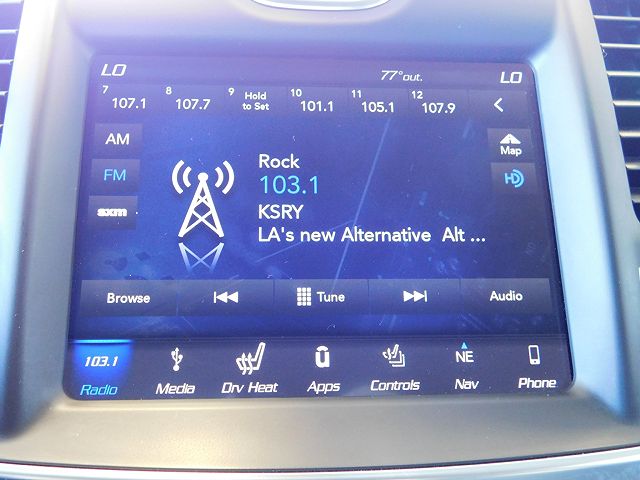 LO 77°out. LO
7 107.1 8 107.7 9 Hold to Set 10 101.1 11 105.1 12 107.9
AM
Map
Rock
FM
103.1
HD
sxm
KSRY
LA's new Alternative Alt ...
Browse Tune Audio
103.1 NE
Radio Media Drv Heat Apps Controls Nav Phone